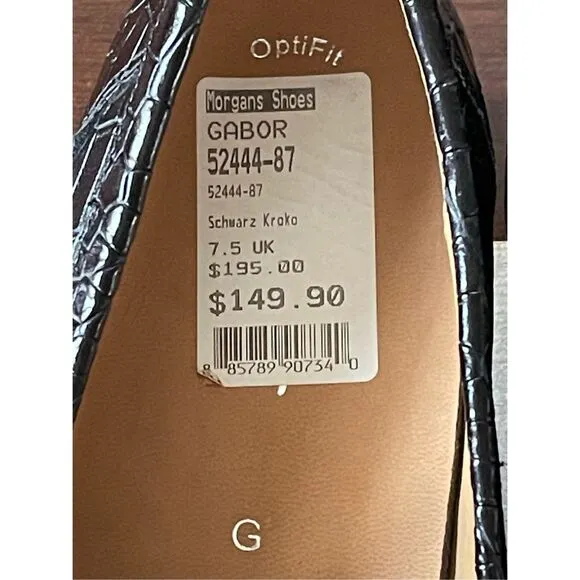 OptiFit
Morgans Shoes
GABOR
52444-87
52444-87
Schwarz Kroko
7.5 UK
$195.00
$149.90
8 85789 90734 0
G